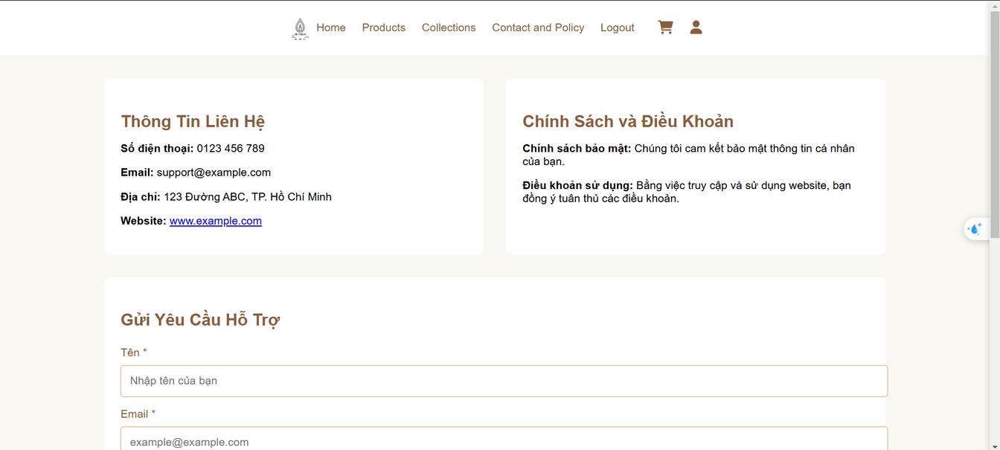 Home Products Collections Contact and Policy Logout
Thông Tin Liên Hệ
Số điện thoại: 0123 456 789
Email: support@example.com
Địa chỉ: 123 Đường ABC, TP. Hồ Chí Minh
Website: www.example.com
Chính Sách và Điều Khoản
Chính sách bảo mật: Chúng tôi cam kết bảo mật thông tin cá nhân
của bạn.
Điều khoản sử dụng: Bằng việc truy cập và sử dụng website, bạn
đồng ý tuân thủ các điều khoản.
Gửi Yêu Cầu Hỗ Trợ
Tên *
Nhập tên của bạn
Email *
example@example.com